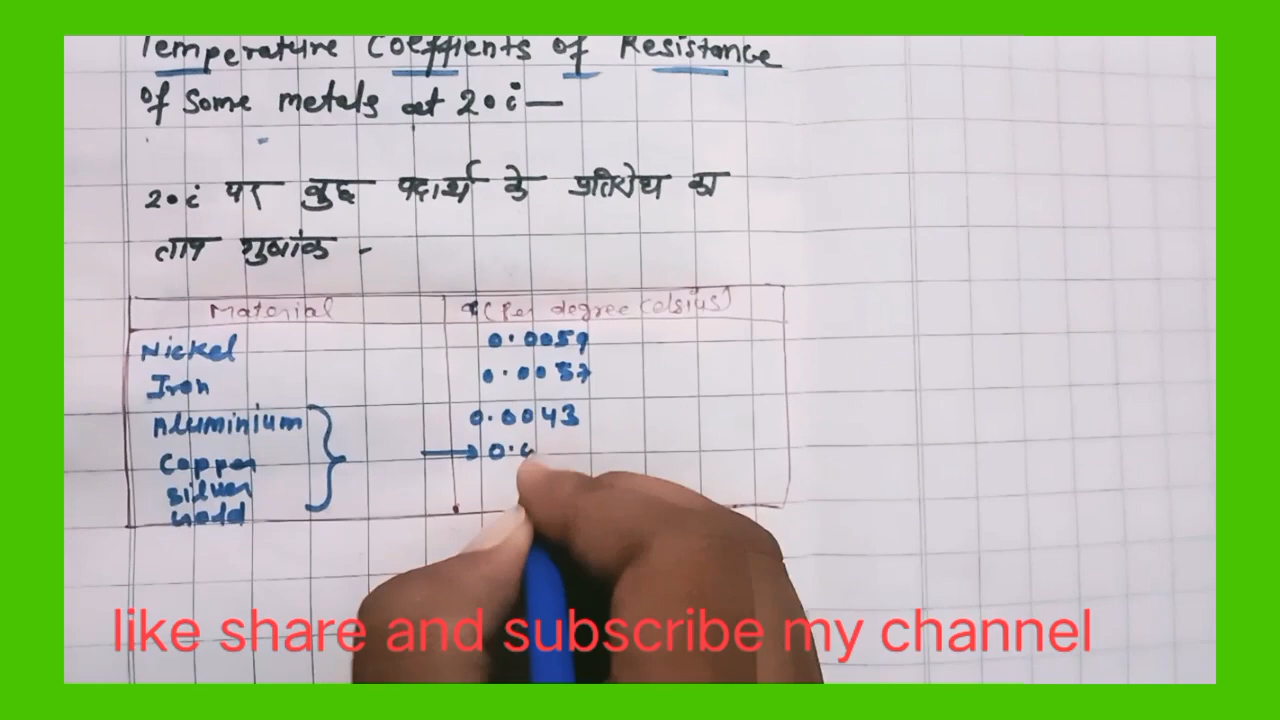 Temperature Coeffients of Resistance
of Some metals at 20°c —
20°c पर कुछ पदार्थ के प्रतिरोध का
ताप गुणांक -
Material α (Per degree Celsius)
Nickel 0.0059
Iron 0.0057
Aluminium 0.0043
Copper → 0.
Silver
Gold
like share and subscribe my channel